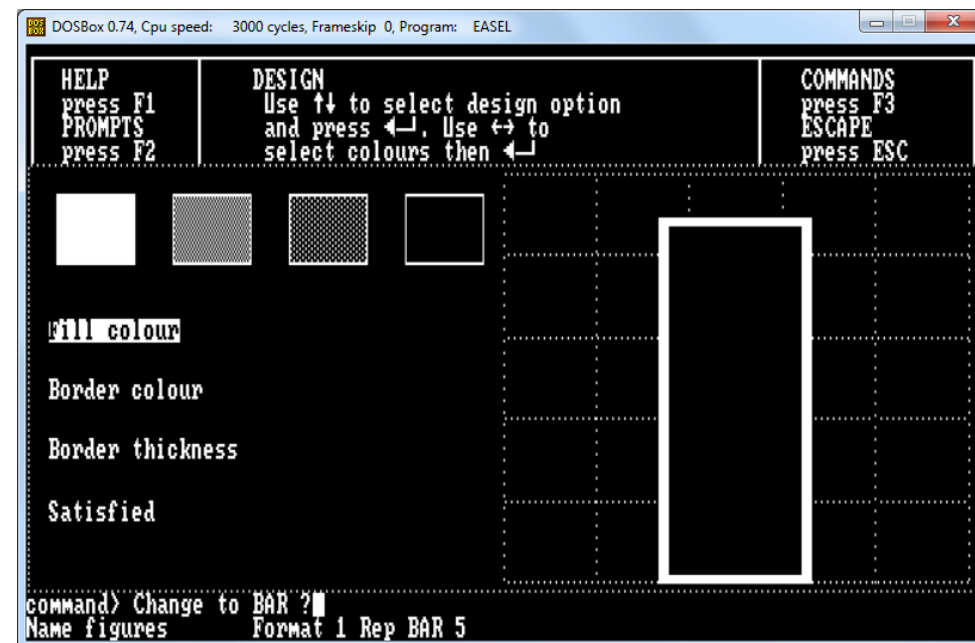 DOSBox 0.74, Cpu speed: 3000 cycles, Frameskip 0, Program: EASEL
HELP
press F1
PROMPTS
press F2
DESIGN
Use ↑↓ to select design option
and press ◄─┘. Use ↔ to
select colours then ◄─┘
COMMANDS
press F3
ESCAPE
press ESC
Fill colour
Border colour
Border thickness
Satisfied
command> Change to BAR ?
Name figures Format 1 Rep BAR 5